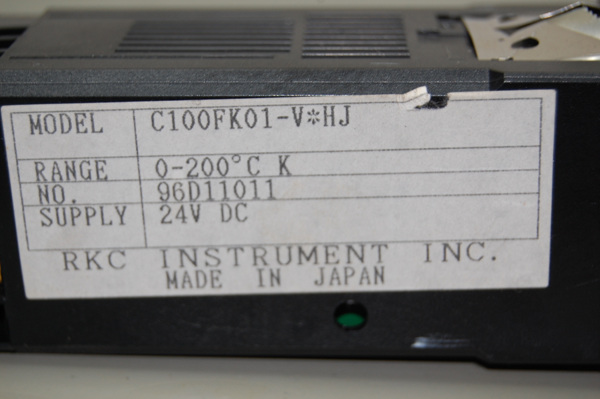 MODEL C100FK01-V*HJ
RANGE 0-200°C K
NO. 96D11011
SUPPLY 24V DC
RKC INSTRUMENT INC.
MADE IN JAPAN